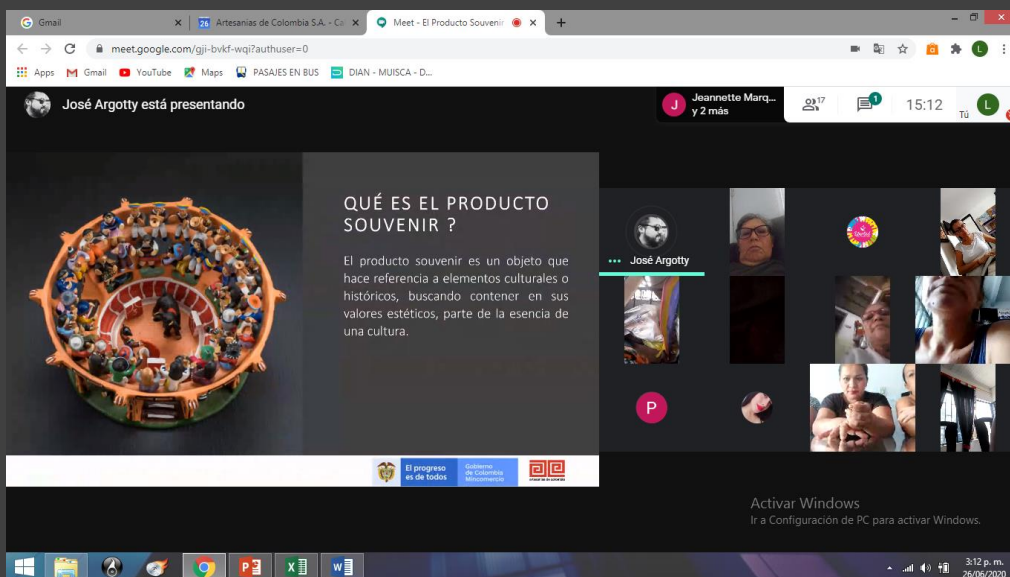 Gmail
26 Artesanias de Colombia S.A. - Ca
Meet - El Producto Souvenir
meet.google.com/gji-bvkf-wqi?authuser=0
Apps Gmail YouTube Maps PASAJES EN BUS DIAN - MUISCA - D...
José Argotty está presentando
J Jeannette Marq...
y 2 más
17
1
15:12
Tú
L
QUÉ ES EL PRODUCTO
SOUVENIR ?
El producto souvenir es un objeto que
hace referencia a elementos culturales o
históricos, buscando contener en sus
valores estéticos, parte de la esencia de
una cultura.
El progreso
es de todos
Gobierno
de Colombia
Mincomercio
artesanías de colombia
José Argotty
P
Activar Windows
Ir a Configuración de PC para activar Windows.
3:12 p. m.
26/06/2020